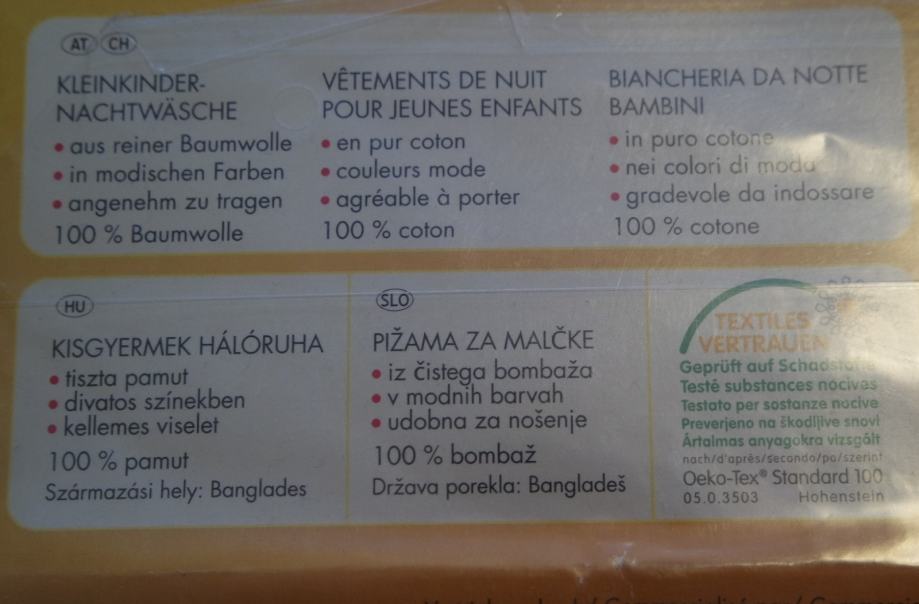 AT CH
KLEINKINDER-
NACHTWÄSCHE
• aus reiner Baumwolle
• in modischen Farben
• angenehm zu tragen
100 % Baumwolle
VÊTEMENTS DE NUIT
POUR JEUNES ENFANTS
• en pur coton
• couleurs mode
• agréable à porter
100 % coton
BIANCHERIA DA NOTTE
BAMBINI
• in puro cotone
• nei colori di moda
• gradevole da indossare
100 % cotone
HU
KISGYERMEK HÁLÓRUHA
• tiszta pamut
• divatos színekben
• kellemes viselet
100 % pamut
Származási hely: Banglades
SLO
PIŽAMA ZA MALČKE
• iz čistega bombaža
• v modnih barvah
• udobna za nošenje
100 % bombaž
Država porekla: Bangladeš
TEXTILES
VERTRAUEN
Geprüft auf Schadstoffe
Testé substances nocives
Testato per sostanze nocive
Preverjeno na škodljive snovi
Ártalmas anyagokra vizsgált
nach/d'après/secondo/po/szerint
Oeko-Tex® Standard 100
05.0.3503 Hohenstein